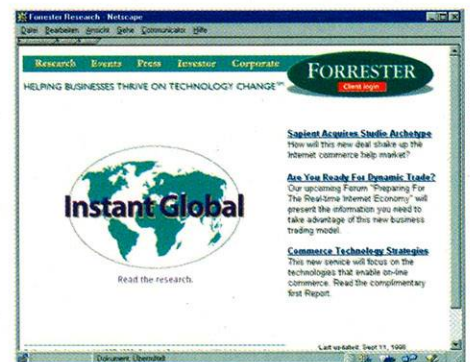 Forrester Research - Netscape
Datei Bearbeiten Ansicht Gehe Communicator Hilfe
Research Events Press Investor Corporate
FORRESTER
Client login
HELPING BUSINESSES THRIVE ON TECHNOLOGY CHANGE℠
Sapient Acquires Studio Archetype
How will this new deal shake up the
Internet commerce help market?
Are You Ready For Dynamic Trade?
Our upcoming Forum "Preparing For
The Real-time Internet Economy" will
present the information you need to
take advantage of this new business
trading model.
Commerce Technology Strategies
This new service will focus on the
technologies that enable on-line
commerce. Read the complimentary
first Report.
Instant Global
Read the research.
Last updated: Sept 11, 1998
Dokument: Übermittelt